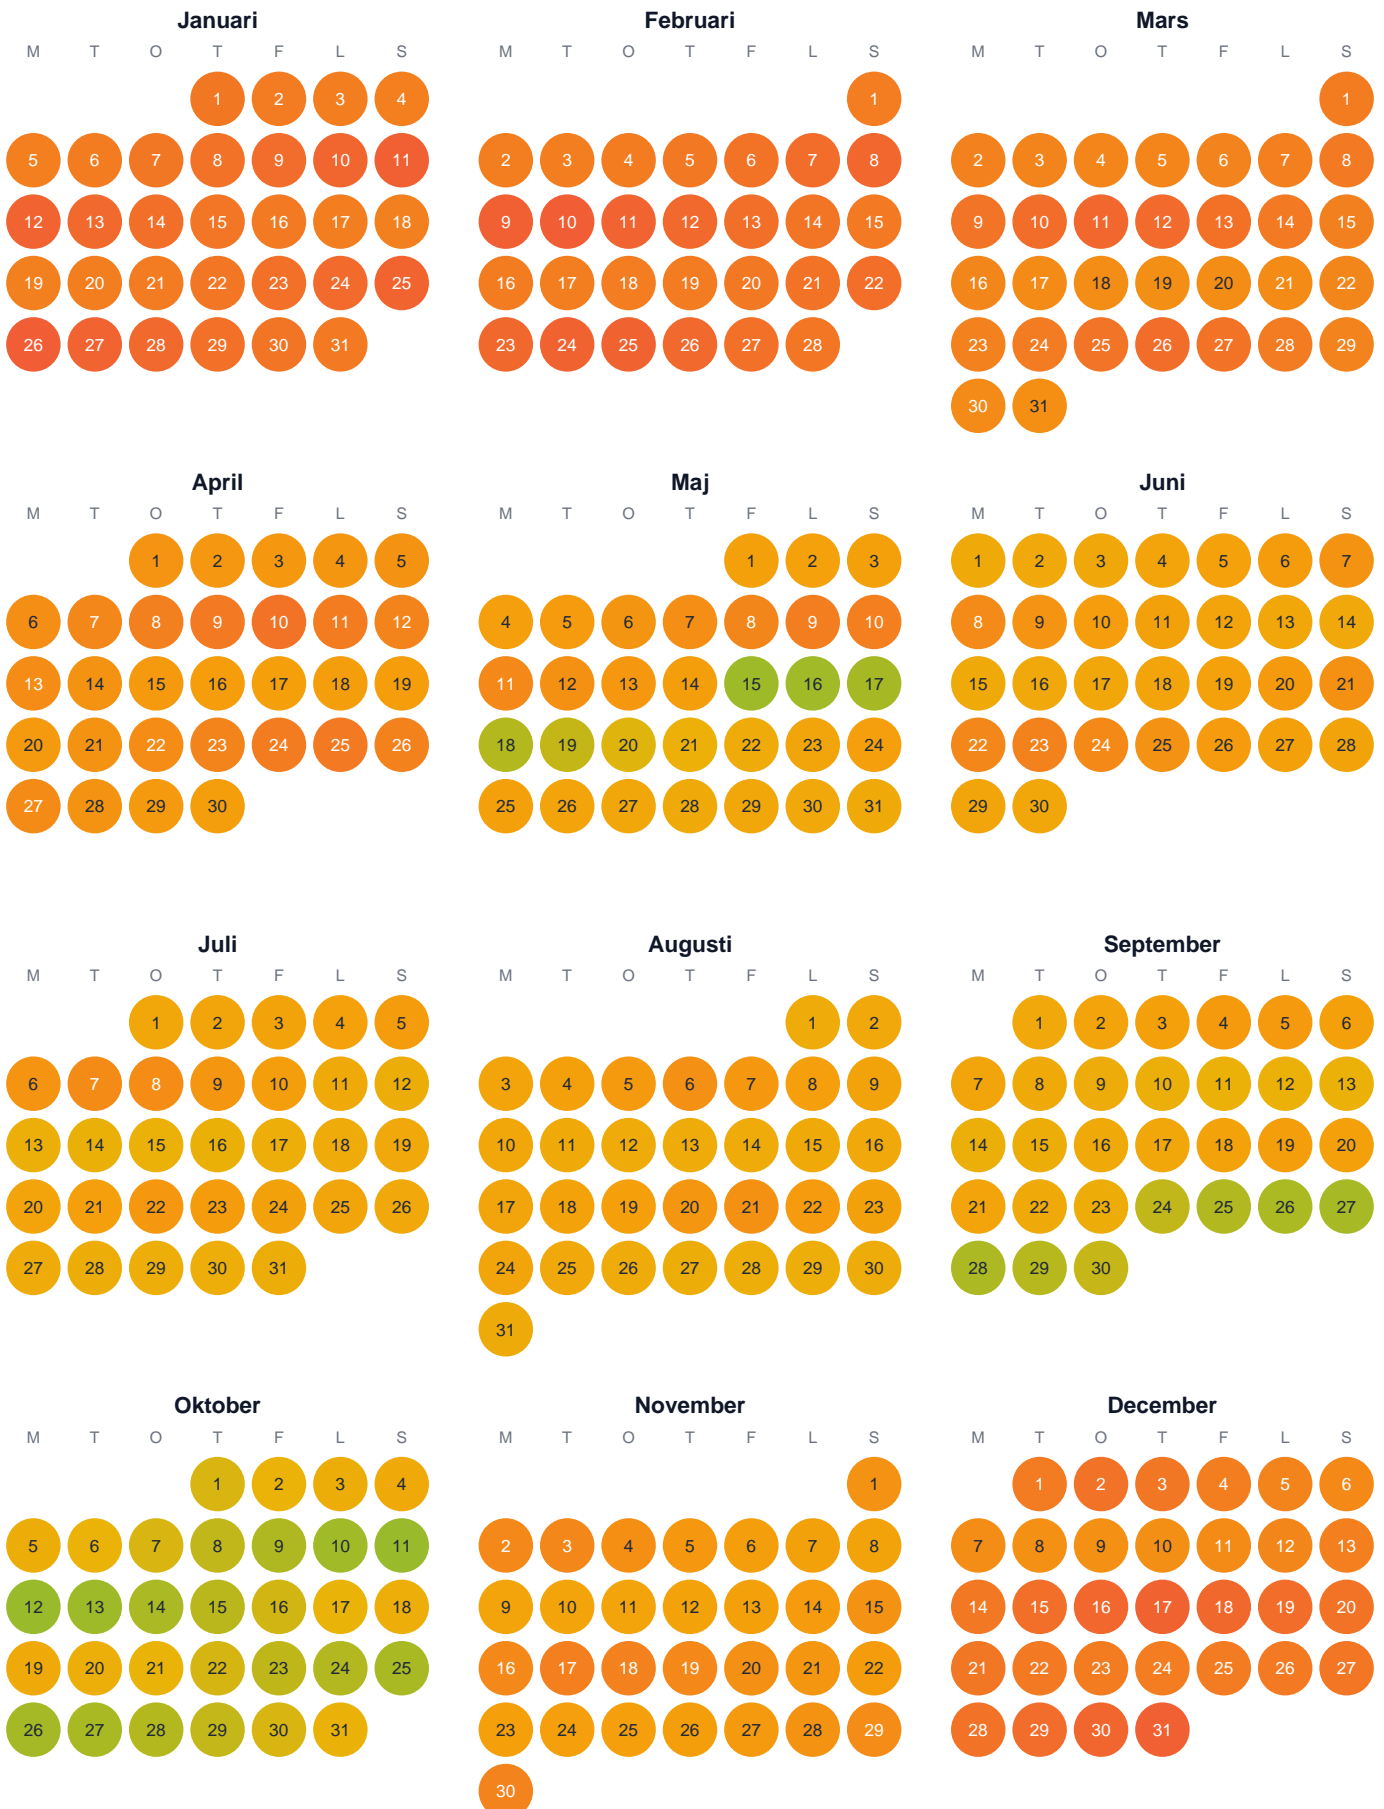 Januari Februari Mars
M T O T F L S M T O T F L S M T O T F L S
1 2 3 4 1 1
5 6 7 8 9 10 11 2 3 4 5 6 7 8 2 3 4 5 6 7 8
12 13 14 15 16 17 18 9 10 11 12 13 14 15 9 10 11 12 13 14 15
19 20 21 22 23 24 25 16 17 18 19 20 21 22 16 17 18 19 20 21 22
26 27 28 29 30 31 23 24 25 26 27 28 23 24 25 26 27 28 29
30 31
April Maj Juni
M T O T F L S M T O T F L S M T O T F L S
1 2 3 4 5 1 2 3 1 2 3 4 5 6 7
6 7 8 9 10 11 12 4 5 6 7 8 9 10 8 9 10 11 12 13 14
13 14 15 16 17 18 19 11 12 13 14 15 16 17 15 16 17 18 19 20 21
20 21 22 23 24 25 26 18 19 20 21 22 23 24 22 23 24 25 26 27 28
27 28 29 30 25 26 27 28 29 30 31 29 30
Juli Augusti September
M T O T F L S M T O T F L S M T O T F L S
1 2 3 4 5 1 2 1 2 3 4 5 6
6 7 8 9 10 11 12 3 4 5 6 7 8 9 7 8 9 10 11 12 13
13 14 15 16 17 18 19 10 11 12 13 14 15 16 14 15 16 17 18 19 20
20 21 22 23 24 25 26 17 18 19 20 21 22 23 21 22 23 24 25 26 27
27 28 29 30 31 24 25 26 27 28 29 30 28 29 30
31
Oktober November December
M T O T F L S M T O T F L S M T O T F L S
1 2 3 4 1 1 2 3 4 5 6
5 6 7 8 9 10 11 2 3 4 5 6 7 8 7 8 9 10 11 12 13
12 13 14 15 16 17 18 9 10 11 12 13 14 15 14 15 16 17 18 19 20
19 20 21 22 23 24 25 16 17 18 19 20 21 22 21 22 23 24 25 26 27
26 27 28 29 30 31 23 24 25 26 27 28 29 28 29 30 31
30